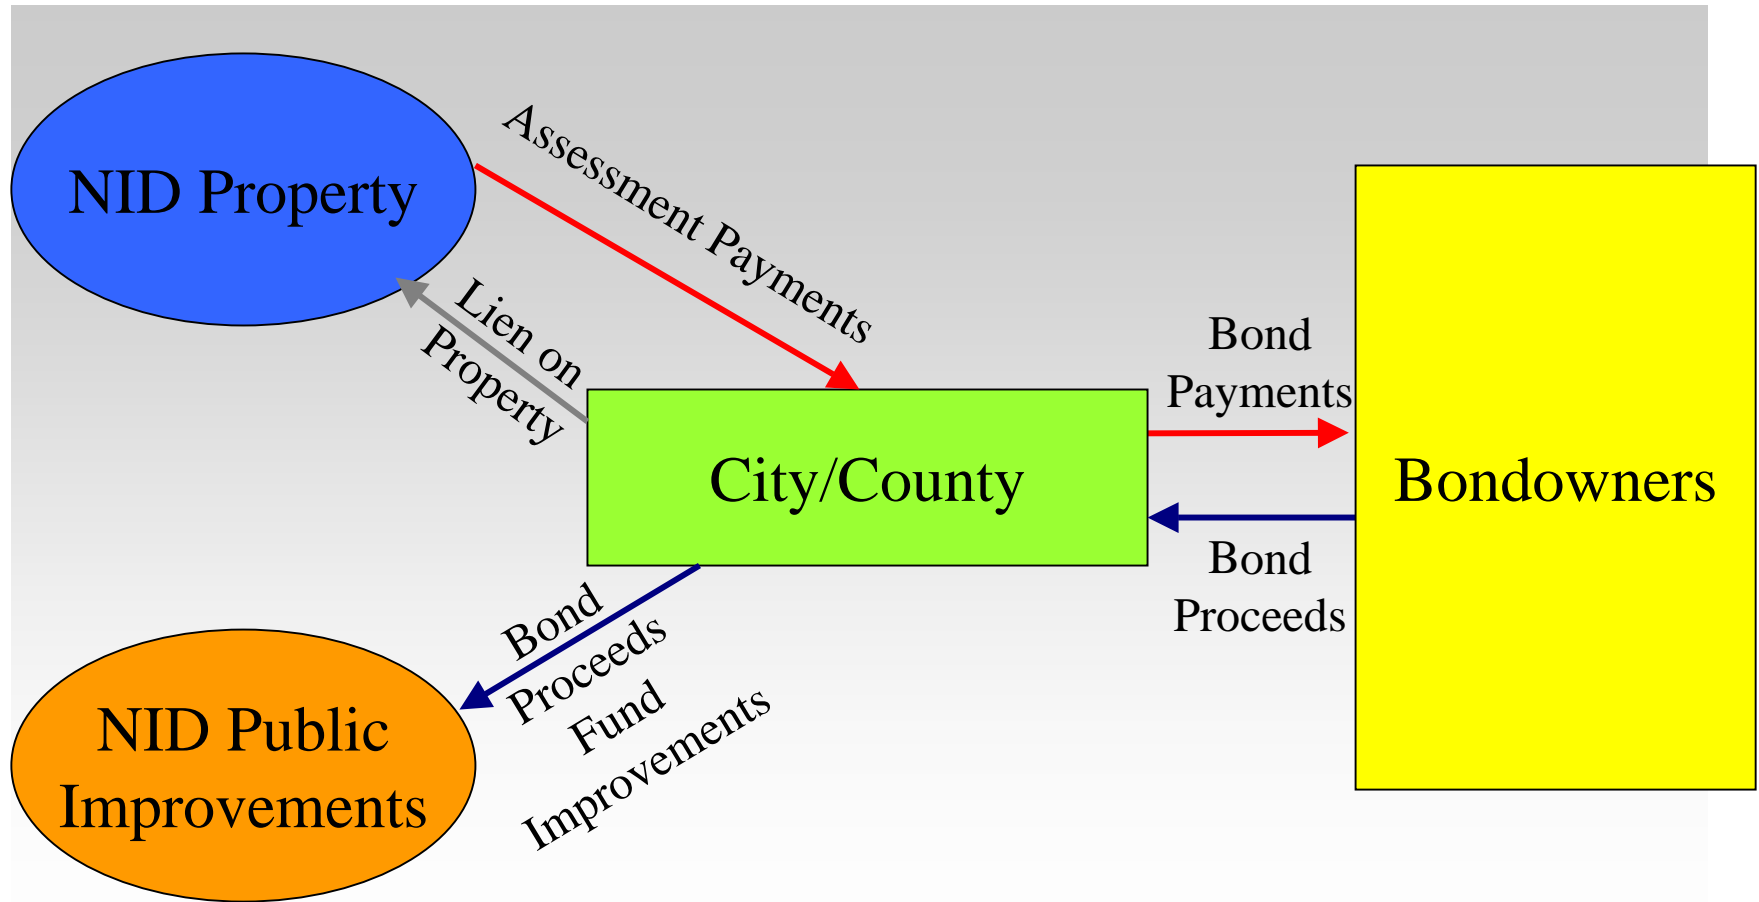 NID Property
Assessment Payments
Lien on
Property
City/County
Bond
Payments
Bondowners
Bond
Proceeds
Bond
Proceeds
Fund
Improvements
NID Public
Improvements